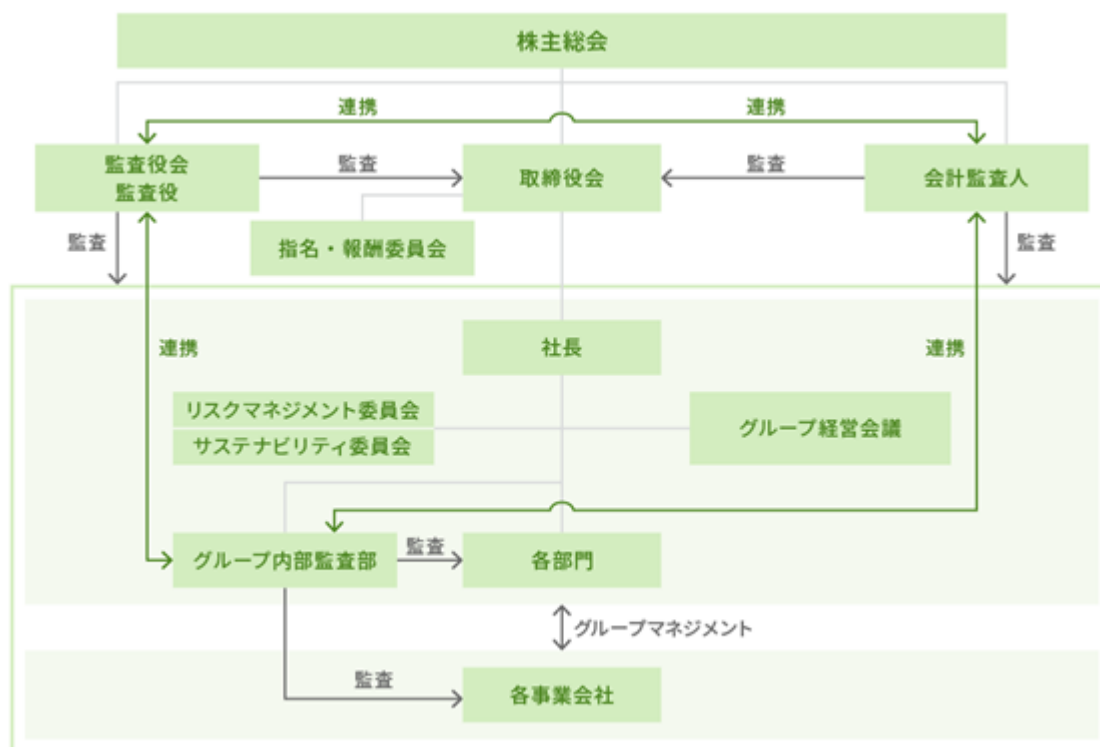 株主総会
連携
連携
監査役会
監査役
監査
取締役会
監査
会計監査人
監査
指名・報酬委員会
監査
社長
連携
連携
リスクマネジメント委員会
サステナビリティ委員会
グループ経営会議
グループ内部監査部
監査
各部門
グループマネジメント
監査
各事業会社